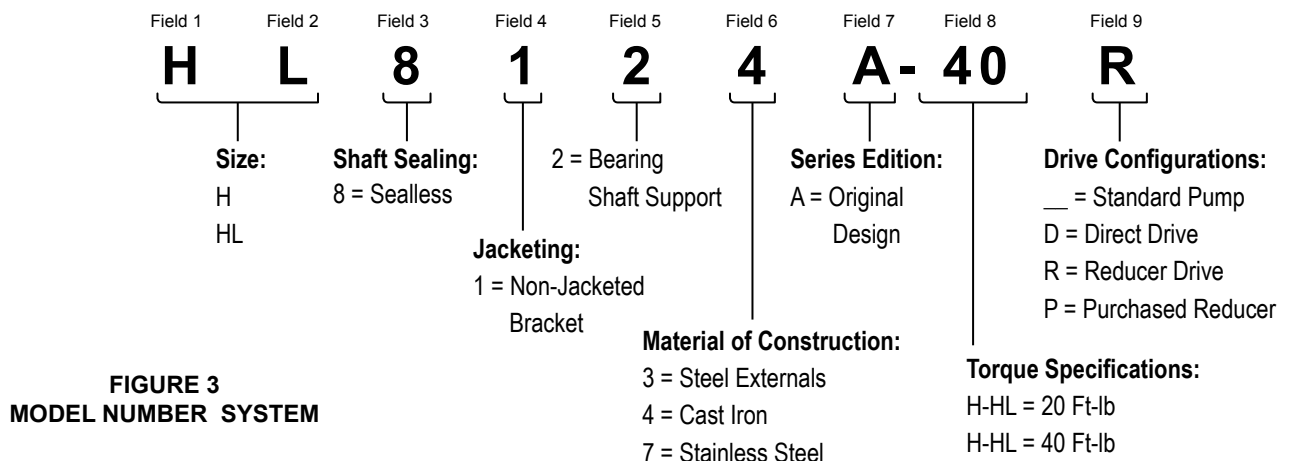 Field 1 Field 2 Field 3 Field 4 Field 5 Field 6 Field 7 Field 8 Field 9
H L 8 1 2 4 A - 40 R
Size:
H
HL
Shaft Sealing:
8 = Sealless
Jacketing:
1 = Non-Jacketed
Bracket
2 = Bearing
Shaft Support
Material of Construction:
3 = Steel Externals
4 = Cast Iron
7 = Stainless Steel
Series Edition:
A = Original
Design
Torque Specifications:
H-HL = 20 Ft-lb
H-HL = 40 Ft-lb
Drive Configurations:
__ = Standard Pump
D = Direct Drive
R = Reducer Drive
P = Purchased Reducer
FIGURE 3
MODEL NUMBER SYSTEM